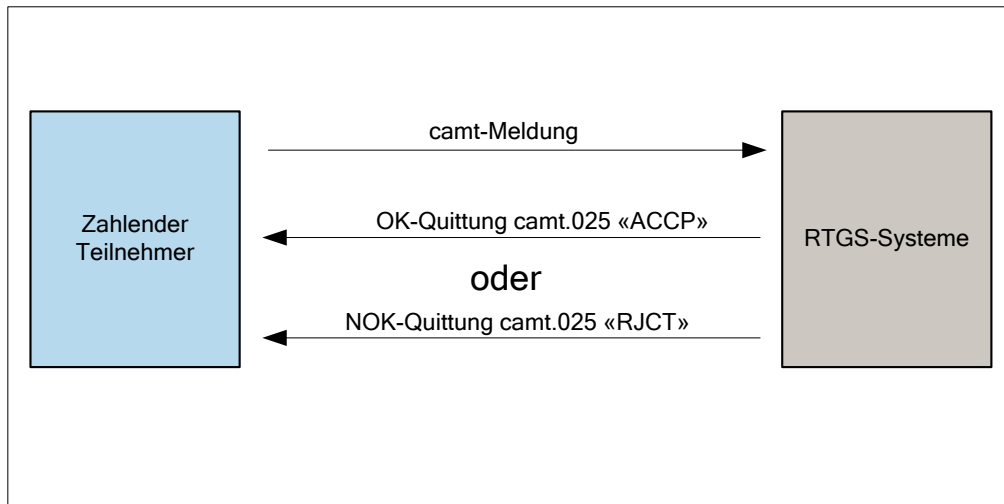 camt-Meldung
Zahlender
Teilnehmer
OK-Quittung camt.025 «ACCP»
RTGS-Systeme
oder
NOK-Quittung camt.025 «RJCT»